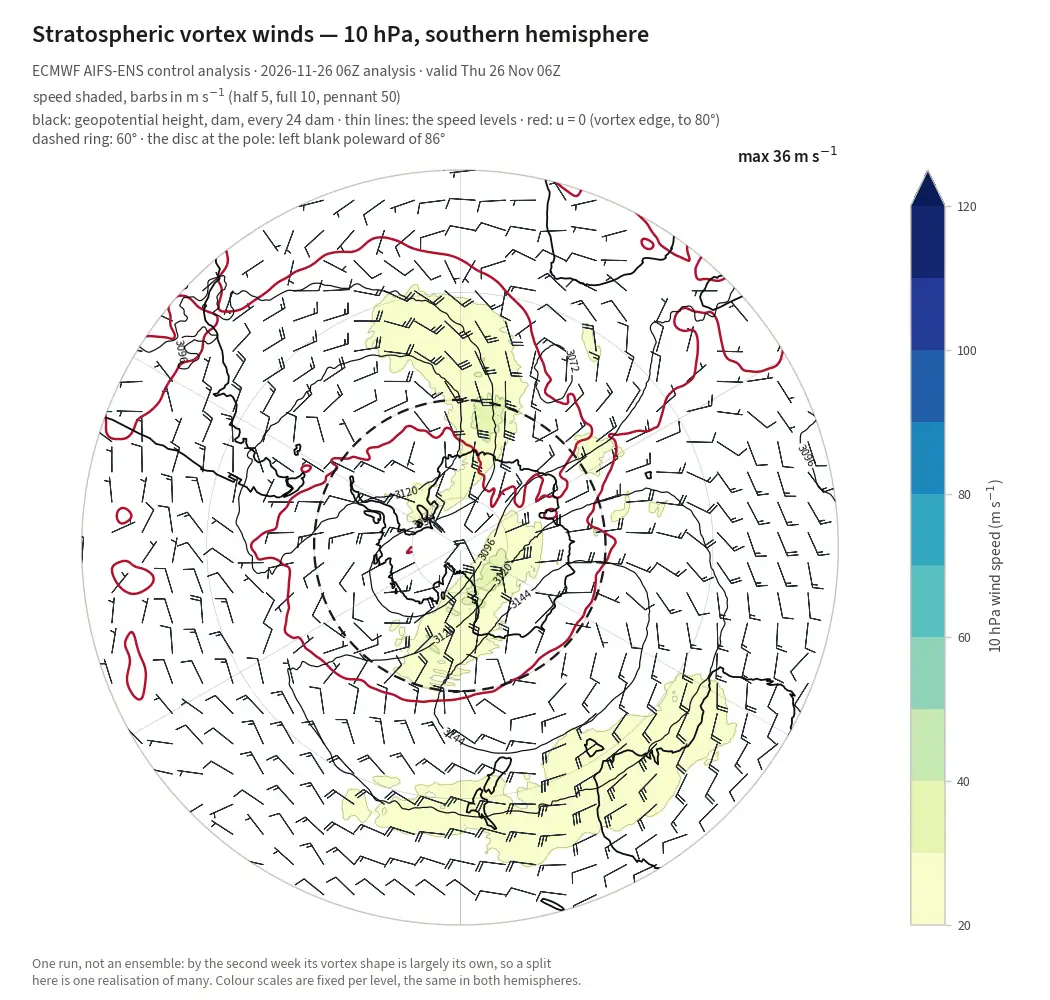 Stratospheric vortex winds — 10 hPa, southern hemisphere
ECMWF AIFS-ENS control analysis · 2026-11-26 06Z analysis · valid Thu 26 Nov 06Z
speed shaded, barbs in m s⁻¹ (half 5, full 10, pennant 50)
black: geopotential height, dam, every 24 dam · thin lines: the speed levels · red: u = 0 (vortex edge, to 80°)
dashed ring: 60° · the disc at the pole: left blank poleward of 86°
max 36 m s⁻¹
120
100
80
60
40
20
10 hPa wind speed (m s⁻¹)
3096
3072
3096
3120
3096
3120
3144
3144
One run, not an ensemble: by the second week its vortex shape is largely its own, so a split
here is one realisation of many. Colour scales are fixed per level, the same in both hemispheres.